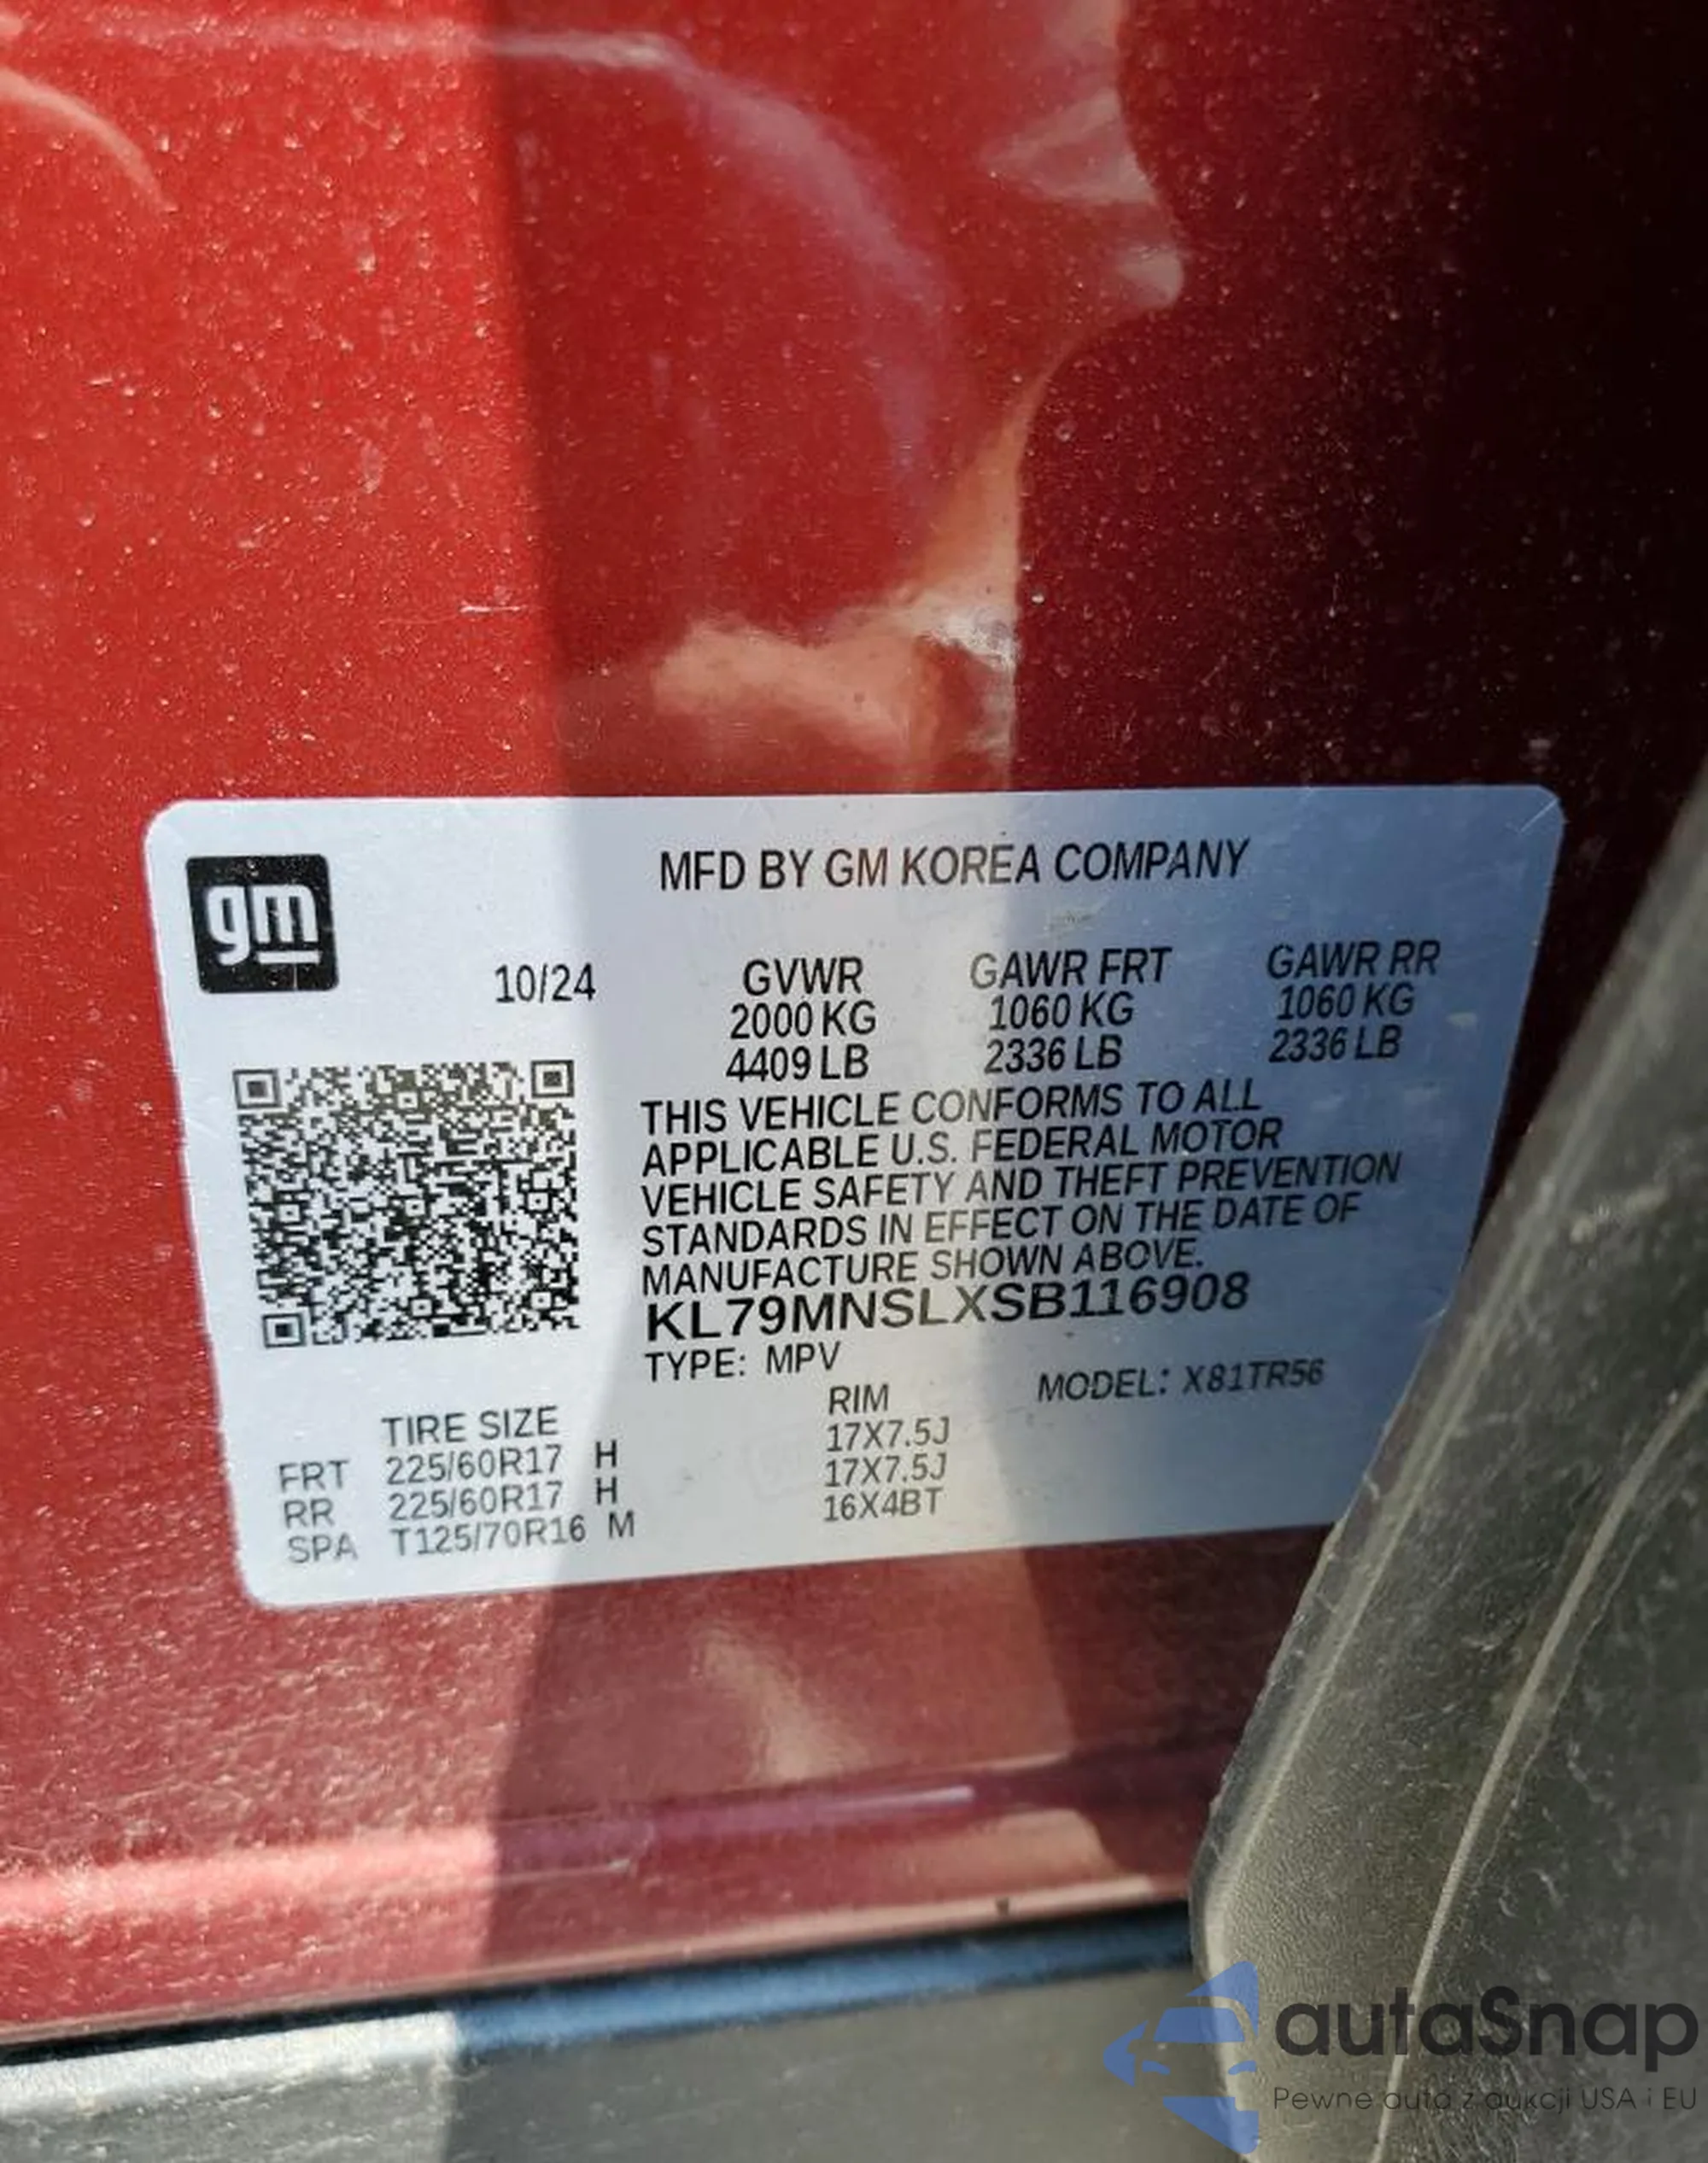 gm
MFD BY GM KOREA COMPANY
10/24 GVWR GAWR FRT GAWR RR
2000 KG 1060 KG 1060 KG
4409 LB 2336 LB 2336 LB
THIS VEHICLE CONFORMS TO ALL
APPLICABLE U.S. FEDERAL MOTOR
VEHICLE SAFETY AND THEFT PREVENTION
STANDARDS IN EFFECT ON THE DATE OF
MANUFACTURE SHOWN ABOVE.
KL79MNSLXSB116908
TYPE: MPV MODEL: X81TR56
TIRE SIZE RIM
FRT 225/60R17 H 17X7.5J
RR 225/60R17 H 17X7.5J
SPA T125/70R16 M 16X4BT
autaSnap
Pewne auta z aukcji USA i EU